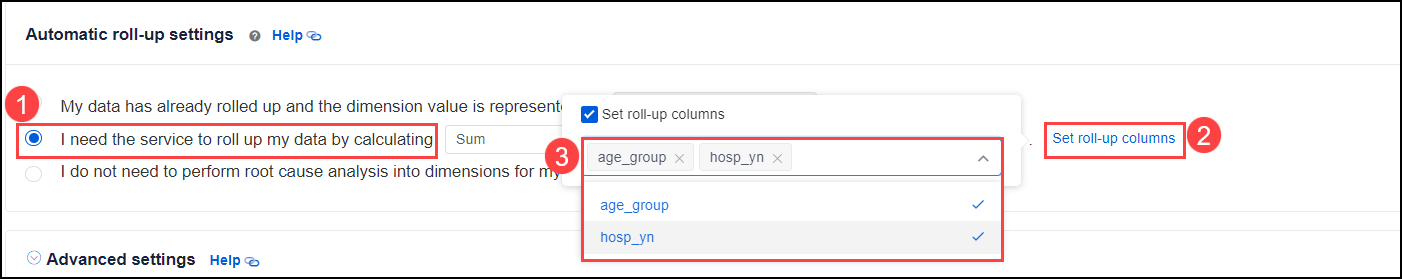 Automatic roll-up settings ? Help
1
My data has already rolled up and the dimension value is represente
Set roll-up columns
I need the service to roll up my data by calculating Sum
. Set roll-up columns 2
3 age_group × hosp_yn ×
I do not need to perform root cause analysis into dimensions for my
age_group
hosp_yn
Advanced settings Help